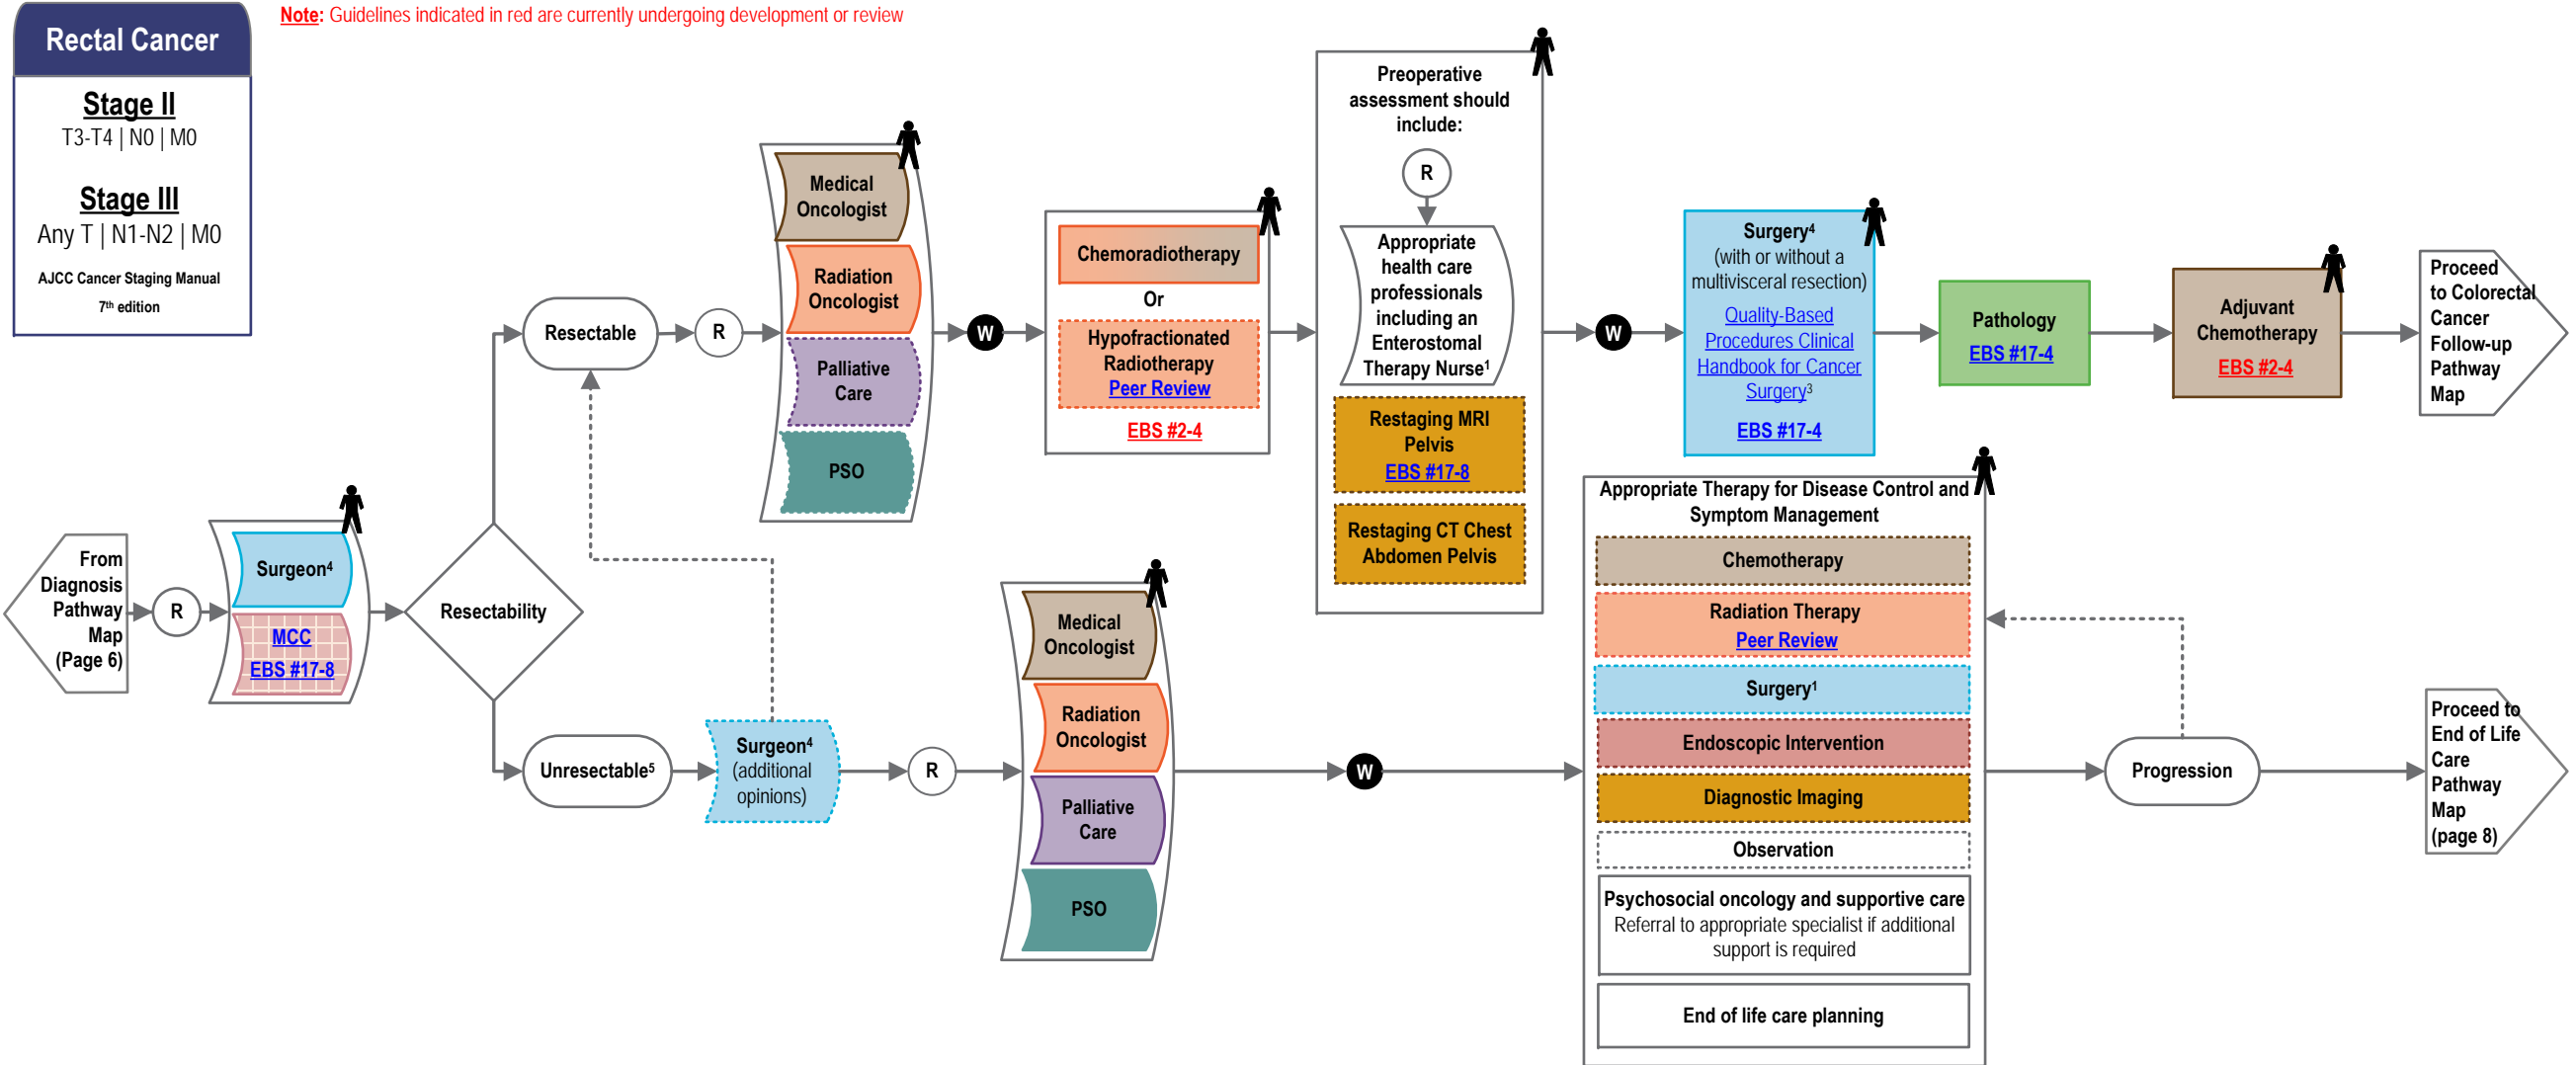 Note: Guidelines indicated in red are currently undergoing development or review
Rectal Cancer
Stage II
T3-T4 | N0 | M0
Stage III
Any T | N1-N2 | M0
AJCC Cancer Staging Manual
7th edition
From
Diagnosis
Pathway
Map
(Page 6)
R
Surgeon4
MCC
EBS #17-8
Resectability
Resectable
R
Medical
Oncologist
Radiation
Oncologist
Palliative
Care
PSO
W
Chemoradiotherapy
Or
Hypofractionated
Radiotherapy
Peer Review
EBS #2-4
Preoperative
assessment should
include:
R
Appropriate
health care
professionals
including an
Enterostomal
Therapy Nurse1
Restaging MRI
Pelvis
EBS #17-8
Restaging CT Chest
Abdomen Pelvis
W
Surgery4
(with or without a
multivisceral resection)
Quality-Based
Procedures Clinical
Handbook for Cancer
Surgery3
EBS #17-4
Pathology
EBS #17-4
Adjuvant
Chemotherapy
EBS #2-4
Proceed
to Colorectal
Cancer
Follow-up
Pathway
Map
Unresectable5
Surgeon4
(additional
opinions)
R
Medical
Oncologist
Radiation
Oncologist
Palliative
Care
PSO
W
Appropriate Therapy for Disease Control and
Symptom Management
Chemotherapy
Radiation Therapy
Peer Review
Surgery1
Endoscopic Intervention
Diagnostic Imaging
Observation
Psychosocial oncology and supportive care
Referral to appropriate specialist if additional
support is required
End of life care planning
Progression
Proceed to
End of Life
Care
Pathway
Map
(page 8)